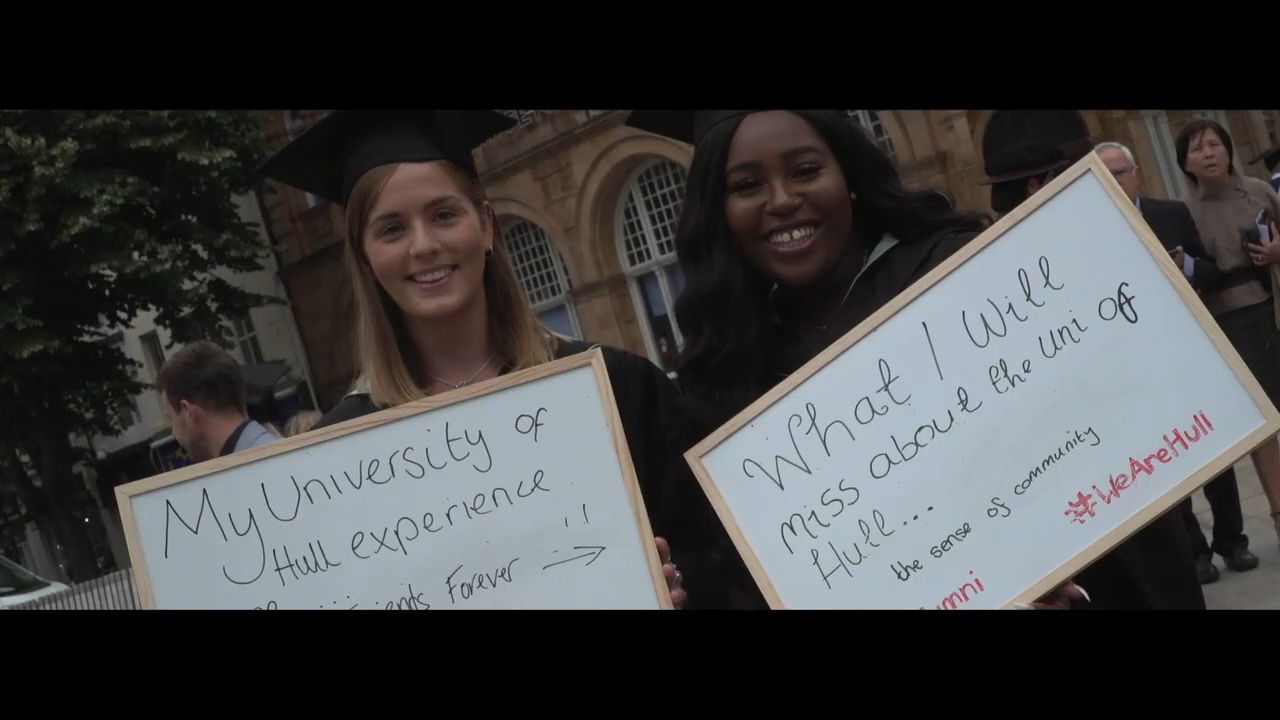 My University of
Hull experience
Forever
What I Will
miss about the uni of
Hull...
the sense of community
#WeAreHull